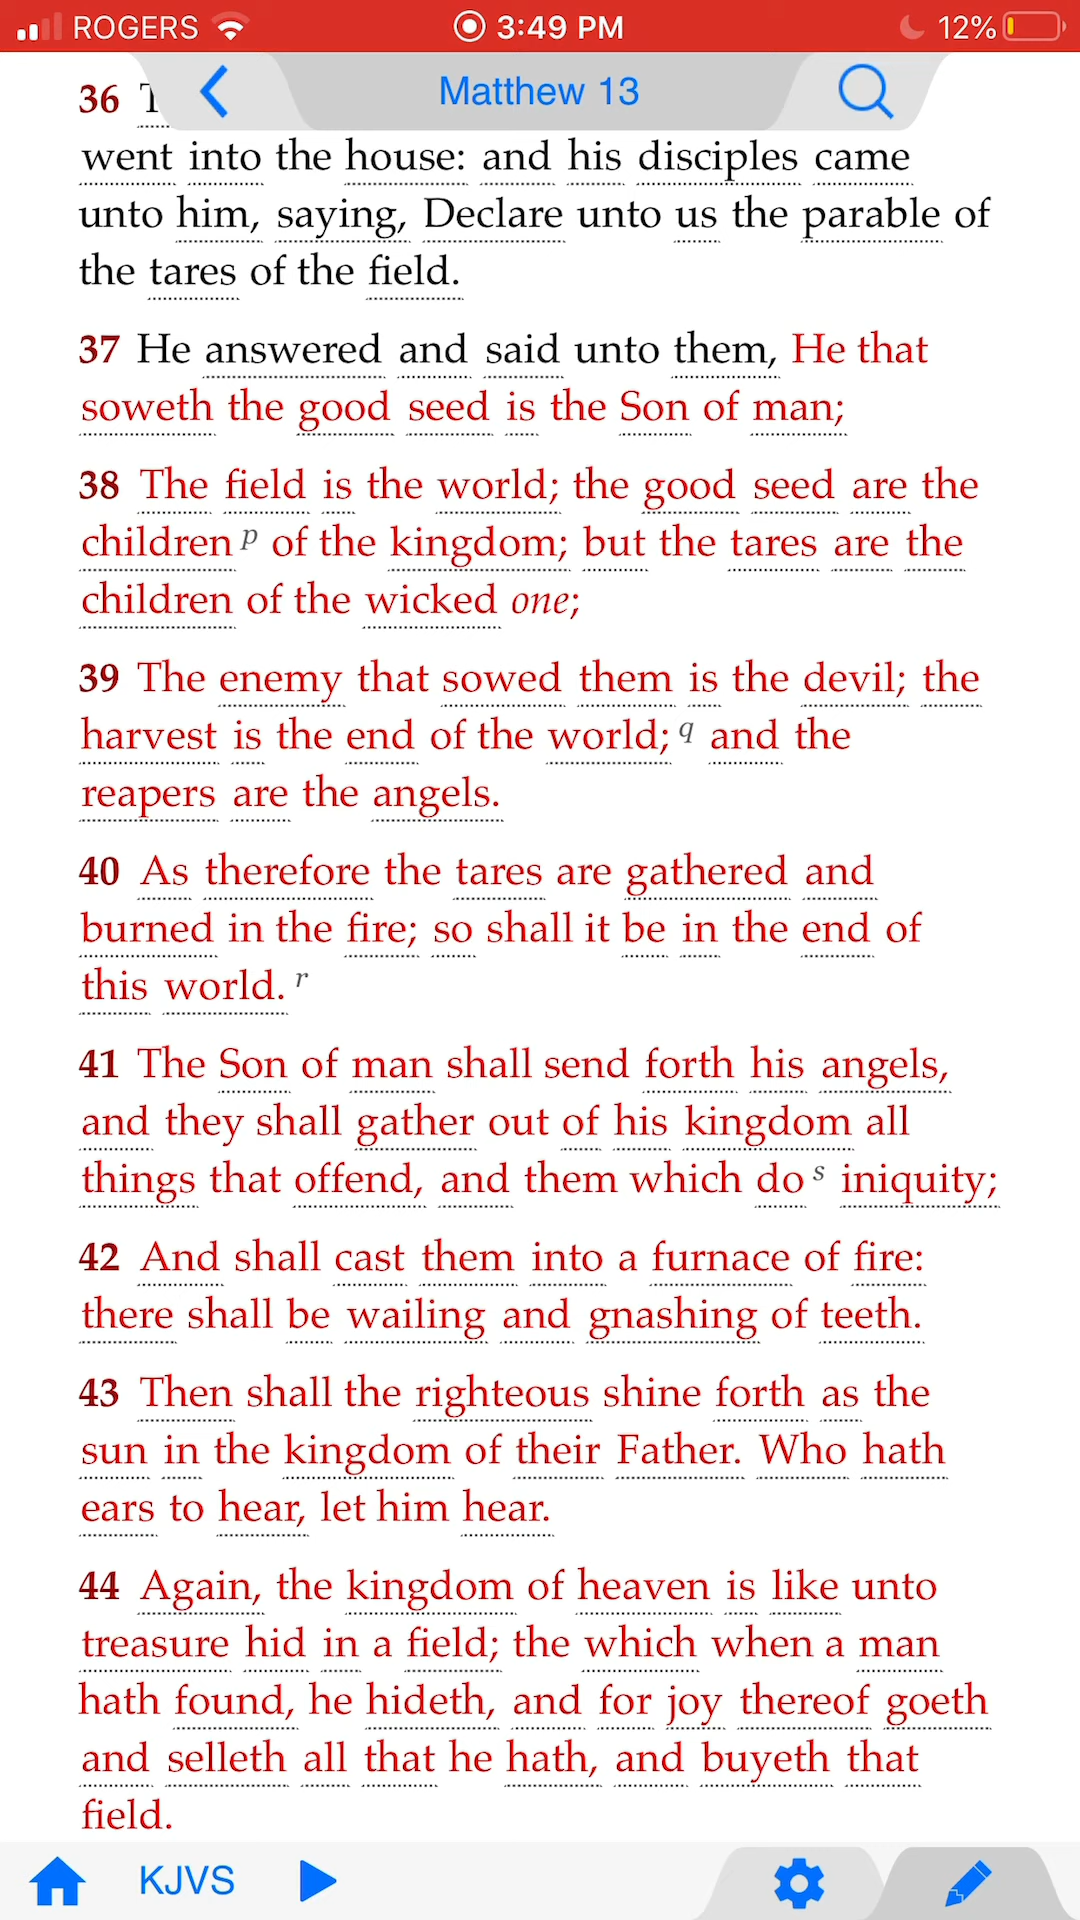 ROGERS 3:49 PM 12%
Matthew 13
36
went into the house: and his disciples came
unto him, saying, Declare unto us the parable of
the tares of the field.
37 He answered and said unto them, He that
soweth the good seed is the Son of man;
38 The field is the world; the good seed are the
children p of the kingdom; but the tares are the
children of the wicked one;
39 The enemy that sowed them is the devil; the
harvest is the end of the world; q and the
reapers are the angels.
40 As therefore the tares are gathered and
burned in the fire; so shall it be in the end of
this world. r
41 The Son of man shall send forth his angels,
and they shall gather out of his kingdom all
things that offend, and them which do s iniquity;
42 And shall cast them into a furnace of fire:
there shall be wailing and gnashing of teeth.
43 Then shall the righteous shine forth as the
sun in the kingdom of their Father. Who hath
ears to hear, let him hear.
44 Again, the kingdom of heaven is like unto
treasure hid in a field; the which when a man
hath found, he hideth, and for joy thereof goeth
and selleth all that he hath, and buyeth that
field.
KJVS